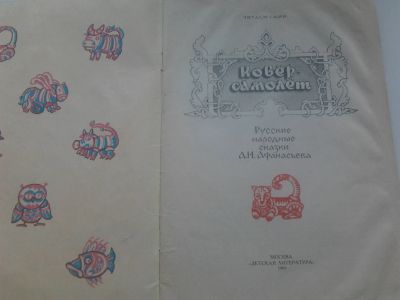 ЧИТАЕМ САМИ
Ковер-
самолет
Русские
народные
сказки
А.Н. Афанасьева
МОСКВА
«ДЕТСКАЯ ЛИТЕРАТУРА»